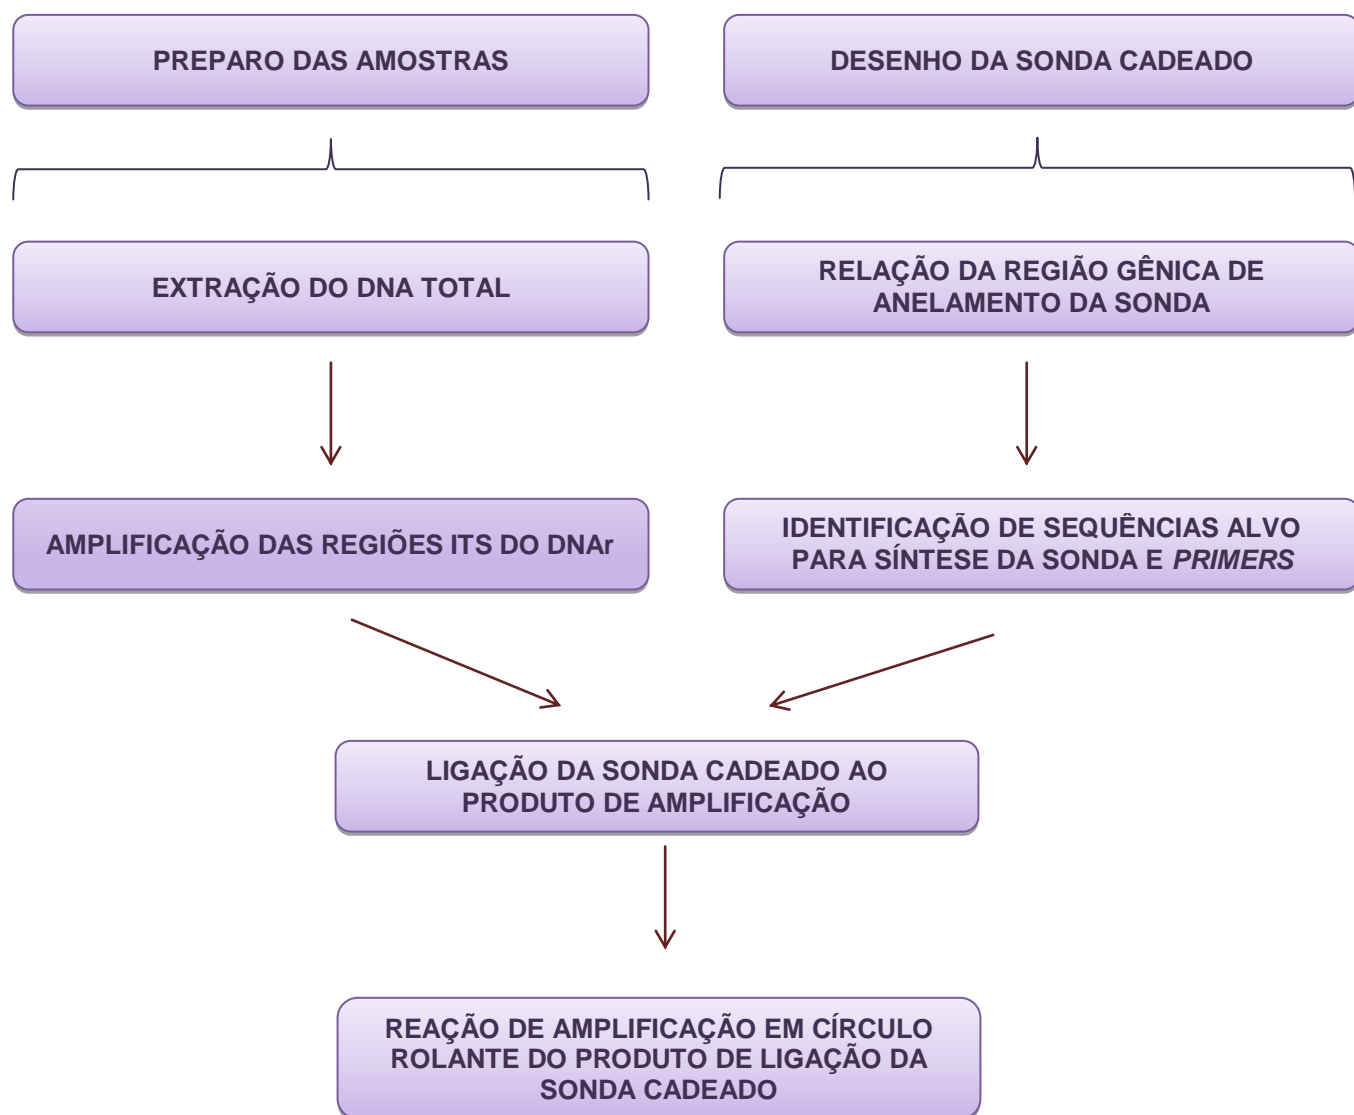 PREPARO DAS AMOSTRAS
DESENHO DA SONDA CADEADO
EXTRAÇÃO DO DNA TOTAL
RELAÇÃO DA REGIÃO GÊNICA DE
ANELAMENTO DA SONDA
AMPLIFICAÇÃO DAS REGIÕES ITS DO DNAr
IDENTIFICAÇÃO DE SEQUÊNCIAS ALVO
PARA SÍNTESE DA SONDA E PRIMERS
LIGAÇÃO DA SONDA CADEADO AO
PRODUTO DE AMPLIFICAÇÃO
REAÇÃO DE AMPLIFICAÇÃO EM CÍRCULO
ROLANTE DO PRODUTO DE LIGAÇÃO DA
SONDA CADEADO